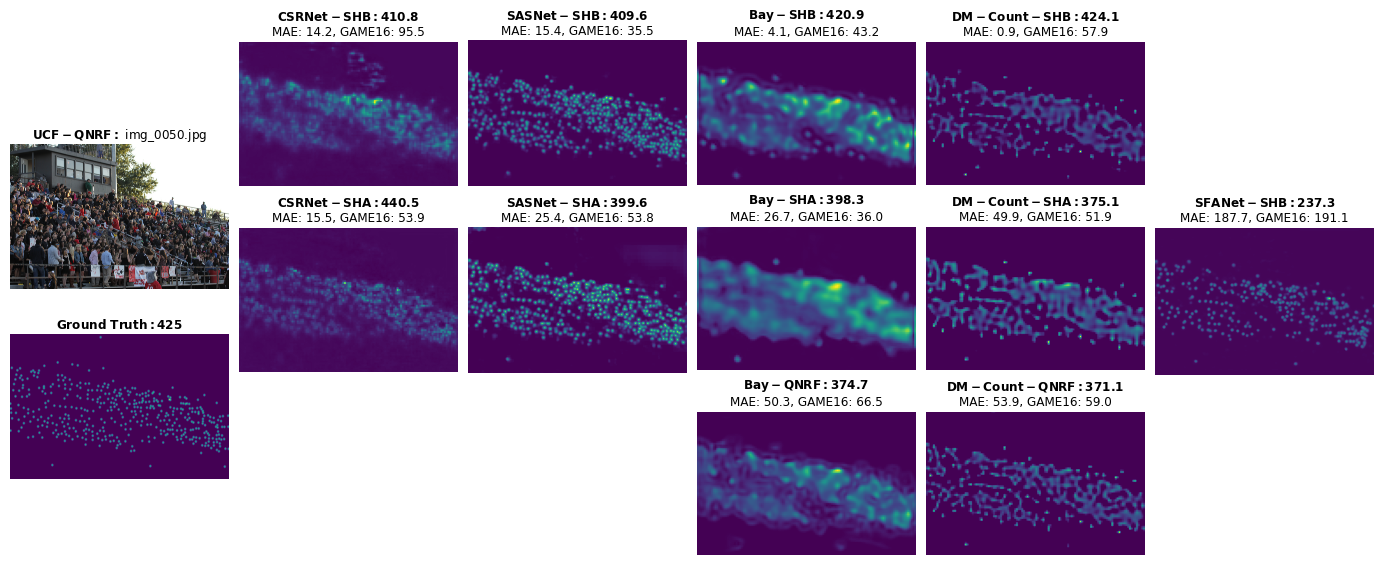 UCF − QNRF : img_0050.jpg
Ground Truth : 425
CSRNet − SHB : 410.8
MAE: 14.2, GAME16: 95.5
SASNet − SHB : 409.6
MAE: 15.4, GAME16: 35.5
Bay − SHB : 420.9
MAE: 4.1, GAME16: 43.2
DM − Count − SHB : 424.1
MAE: 0.9, GAME16: 57.9
CSRNet − SHA : 440.5
MAE: 15.5, GAME16: 53.9
SASNet − SHA : 399.6
MAE: 25.4, GAME16: 53.8
Bay − SHA : 398.3
MAE: 26.7, GAME16: 36.0
DM − Count − SHA : 375.1
MAE: 49.9, GAME16: 51.9
SFANet − SHB : 237.3
MAE: 187.7, GAME16: 191.1
Bay − QNRF : 374.7
MAE: 50.3, GAME16: 66.5
DM − Count − QNRF : 371.1
MAE: 53.9, GAME16: 59.0